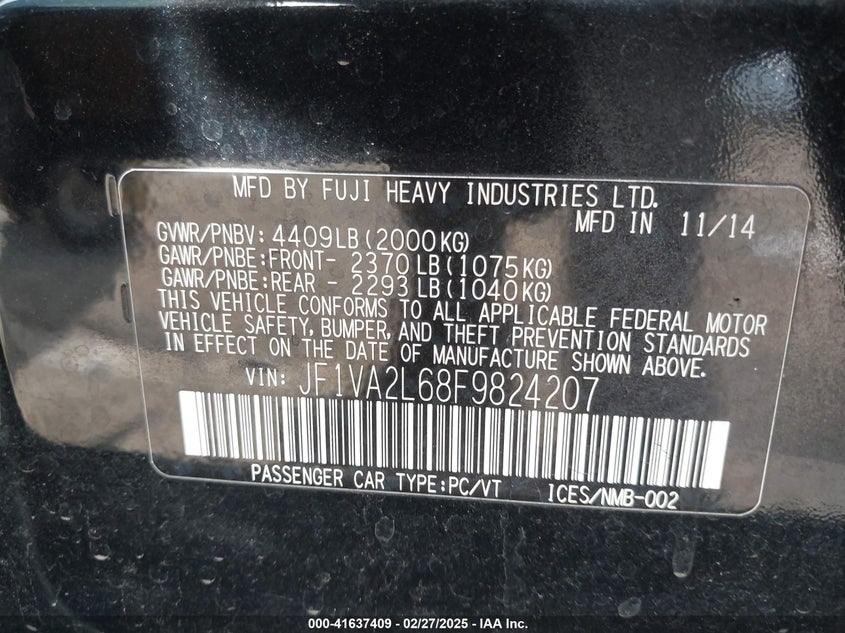 MFD BY FUJI HEAVY INDUSTRIES LTD.
MFD IN 11/14
GVWR/PNBV: 4409LB(2000KG)
GAWR/PNBE:FRONT- 2370LB(1075KG)
GAWR/PNBE:REAR - 2293LB(1040KG)
THIS VEHICLE CONFORMS TO ALL APPLICABLE FEDERAL MOTOR
VEHICLE SAFETY, BUMPER, AND THEFT PREVENTION STANDARDS
IN EFFECT ON THE DATE OF MANUFACTURE SHOWN ABOVE.
VIN: JF1VA2L68F9824207
PASSENGER CAR TYPE:PC/VT ICES/NMB-002
000-41637409 - 02/27/2025 - IAA Inc.